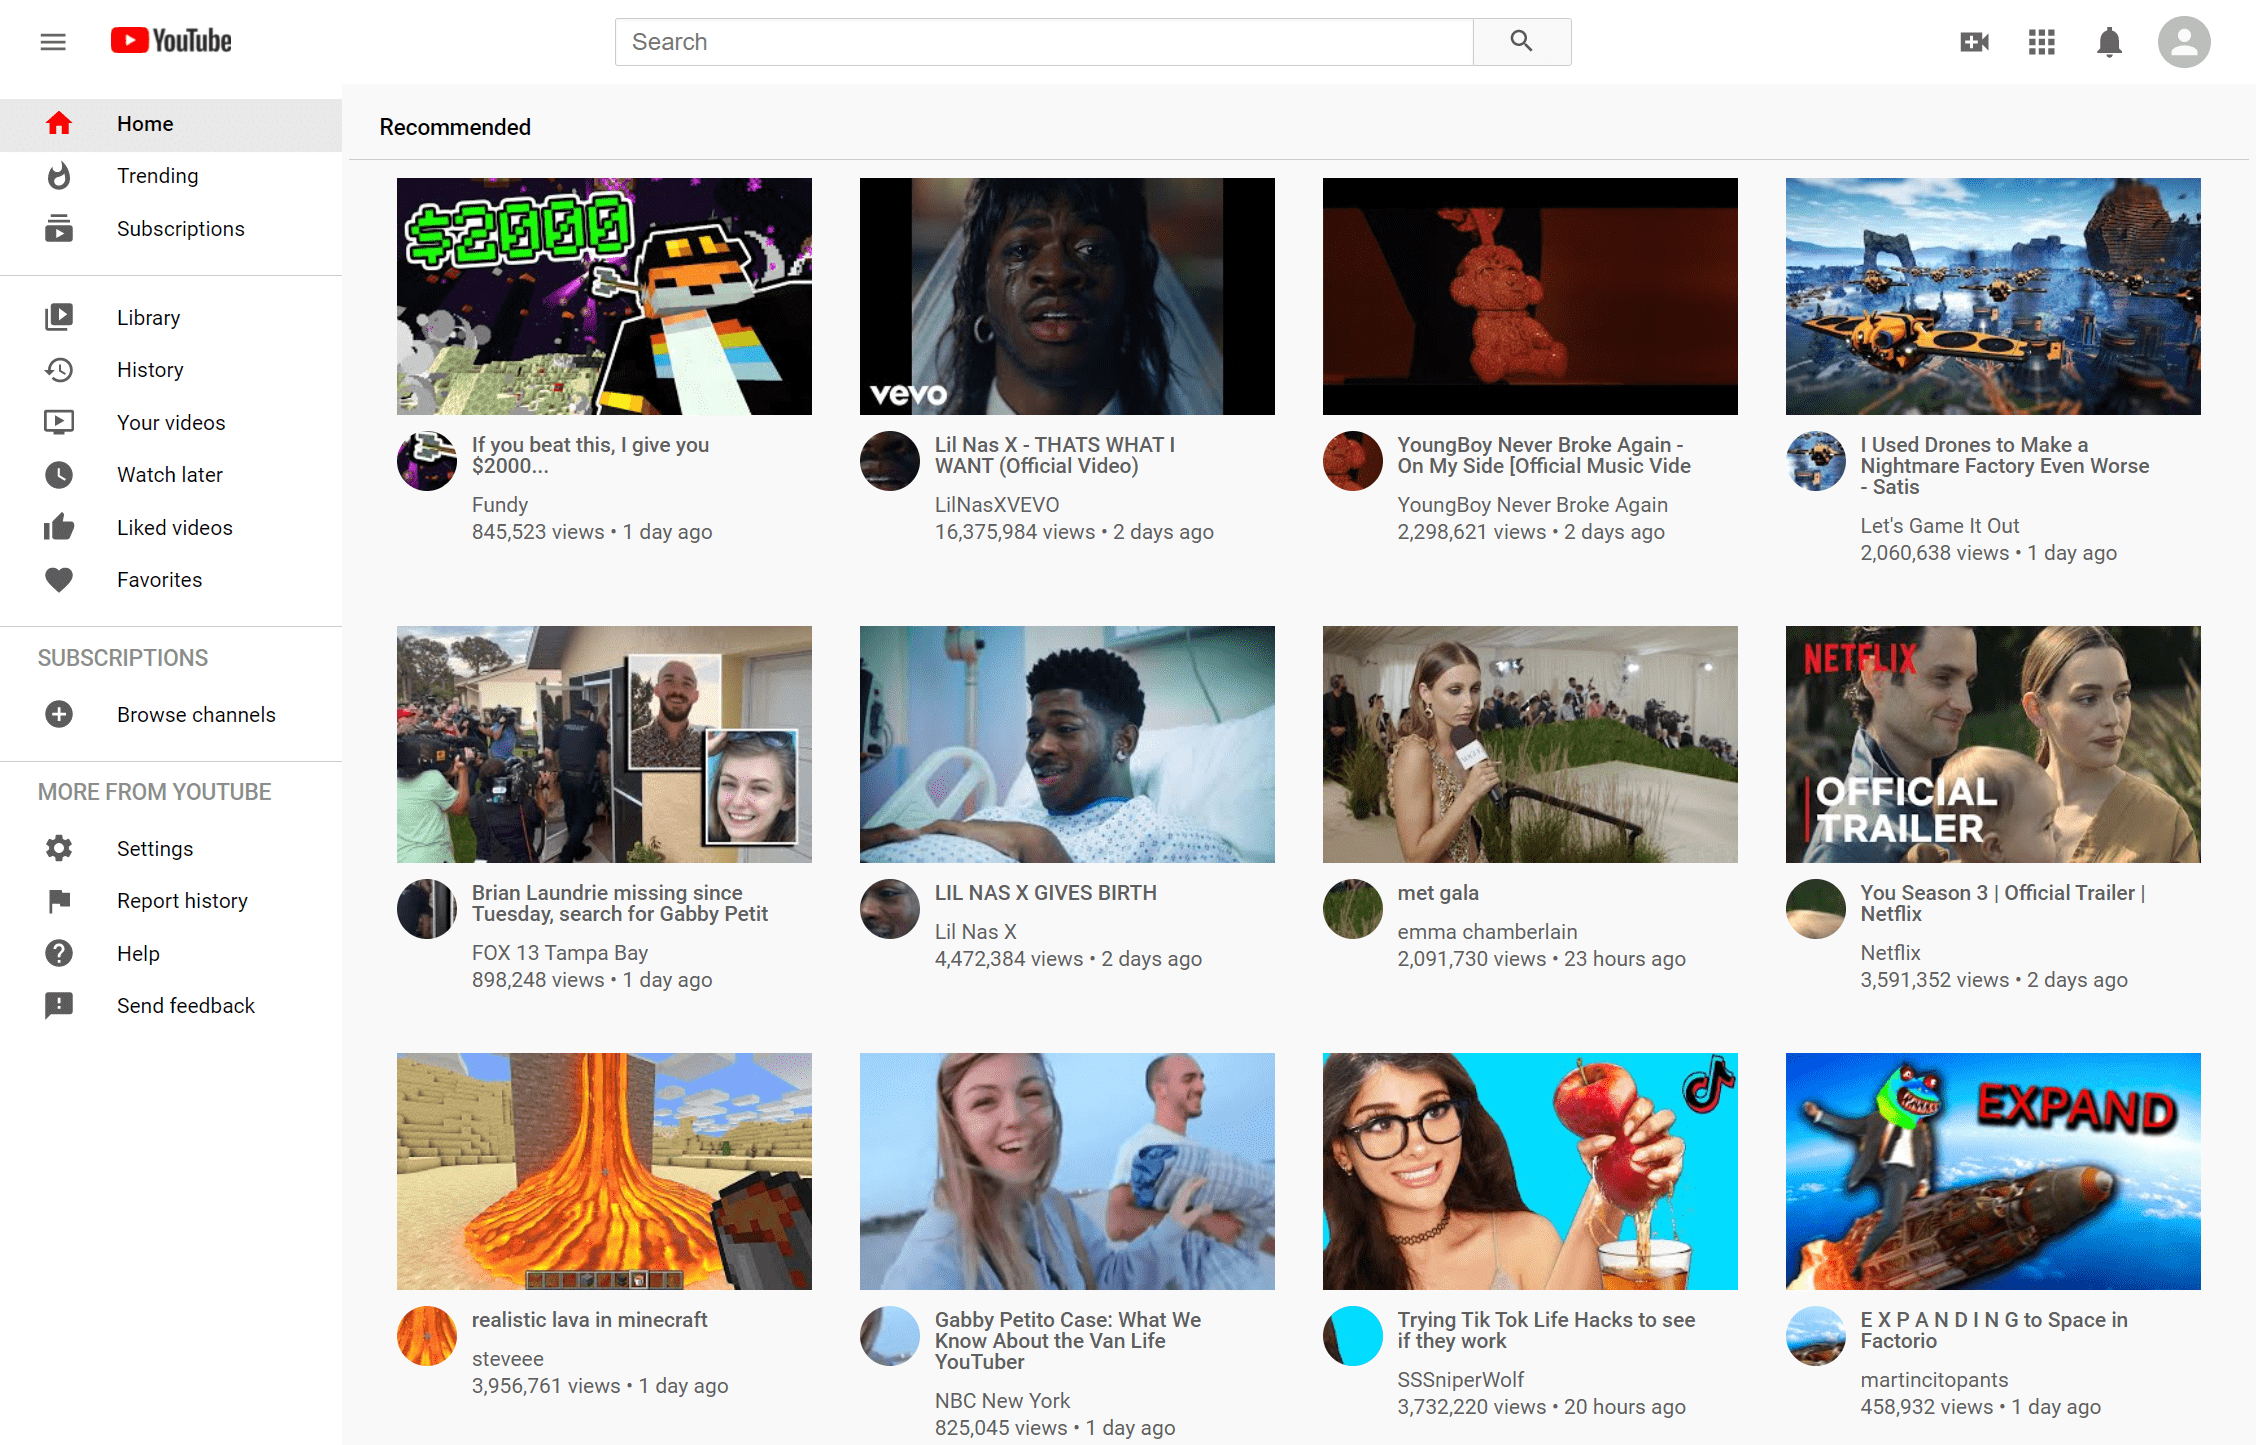 YouTube
Search
Home
Trending
Subscriptions
Library
History
Your videos
Watch later
Liked videos
Favorites
SUBSCRIPTIONS
Browse channels
MORE FROM YOUTUBE
Settings
Report history
Help
Send feedback
Recommended
$2000
If you beat this, I give you
$2000...
Fundy
845,523 views • 1 day ago
vevo
Lil Nas X - THATS WHAT I
WANT (Official Video)
LilNasXVEVO
16,375,984 views • 2 days ago
YoungBoy Never Broke Again -
On My Side [Official Music Vide
YoungBoy Never Broke Again
2,298,621 views • 2 days ago
I Used Drones to Make a
Nightmare Factory Even Worse
- Satis
Let's Game It Out
2,060,638 views • 1 day ago
Brian Laundrie missing since
Tuesday, search for Gabby Petit
FOX 13 Tampa Bay
898,248 views • 1 day ago
LIL NAS X GIVES BIRTH
Lil Nas X
4,472,384 views • 2 days ago
VOGUE
met gala
emma chamberlain
2,091,730 views • 23 hours ago
NETFLIX
OFFICIAL
TRAILER
You Season 3 | Official Trailer |
Netflix
Netflix
3,591,352 views • 2 days ago
realistic lava in minecraft
steveee
3,956,761 views • 1 day ago
Gabby Petito Case: What We
Know About the Van Life
YouTuber
NBC New York
825,045 views • 1 day ago
Trying Tik Tok Life Hacks to see
if they work
SSSniperWolf
3,732,220 views • 20 hours ago
EXPAND
E X P A N D I N G to Space in
Factorio
martincitopants
458,932 views • 1 day ago